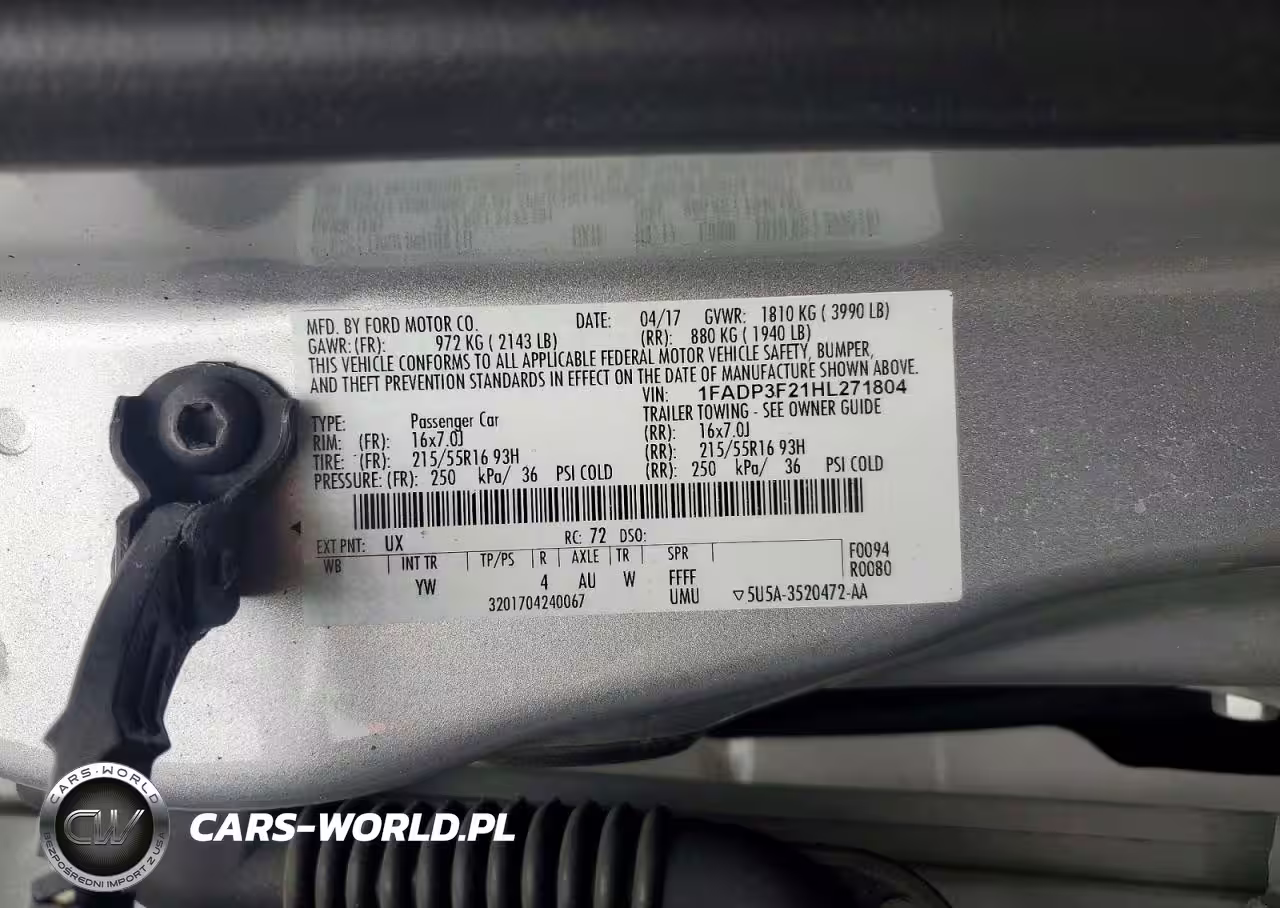 MFD. BY FORD MOTOR CO. DATE: 04/17 GVWR: 1810 KG ( 3990 LB)
GAWR: (FR): 972 KG ( 2143 LB) (RR): 880 KG ( 1940 LB)
THIS VEHICLE CONFORMS TO ALL APPLICABLE FEDERAL MOTOR VEHICLE SAFETY, BUMPER,
AND THEFT PREVENTION STANDARDS IN EFFECT ON THE DATE OF MANUFACTURE SHOWN ABOVE.
VIN: 1FADP3F21HL271804
TYPE: Passenger Car TRAILER TOWING - SEE OWNER GUIDE
RIM: (FR): 16x7.0J (RR): 16x7.0J
TIRE: (FR): 215/55R16 93H (RR): 215/55R16 93H
PRESSURE: (FR): 250 kPa/ 36 PSI COLD (RR): 250 kPa/ 36 PSI COLD
EXT PNT: UX RC: 72 DSO:
WB INT TR TP/PS R AXLE TR SPR F0094
YW 4 AU W FFFF R0080
3201704240067 UMU ▽5U5A-3520472-AA
CARS-WORLD
CW
BEZPOŚREDNI IMPORT Z USA
CARS-WORLD.PL